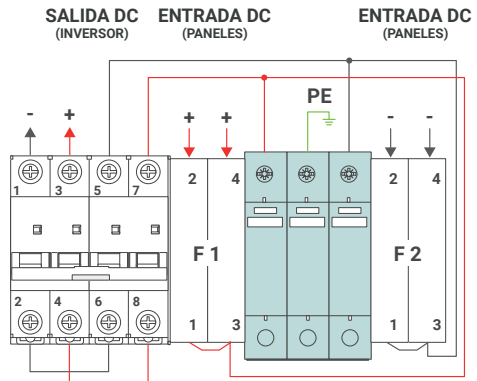 SALIDA DC ENTRADA DC ENTRADA DC
(INVERSOR) (PANELES) (PANELES)
PE
- + + + - -
1 3 5 7 2 4 2 4
F 1 F 2
2 4 6 8 1 3 1 3